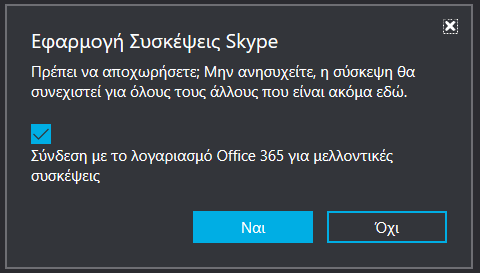 Εφαρμογή Συσκέψεις Skype
Πρέπει να αποχωρήσετε; Μην ανησυχείτε, η σύσκεψη θα
συνεχιστεί για όλους τους άλλους που είναι ακόμα εδώ.
Σύνδεση με το λογαριασμό Office 365 για μελλοντικές
συσκέψεις
Ναι
Όχι